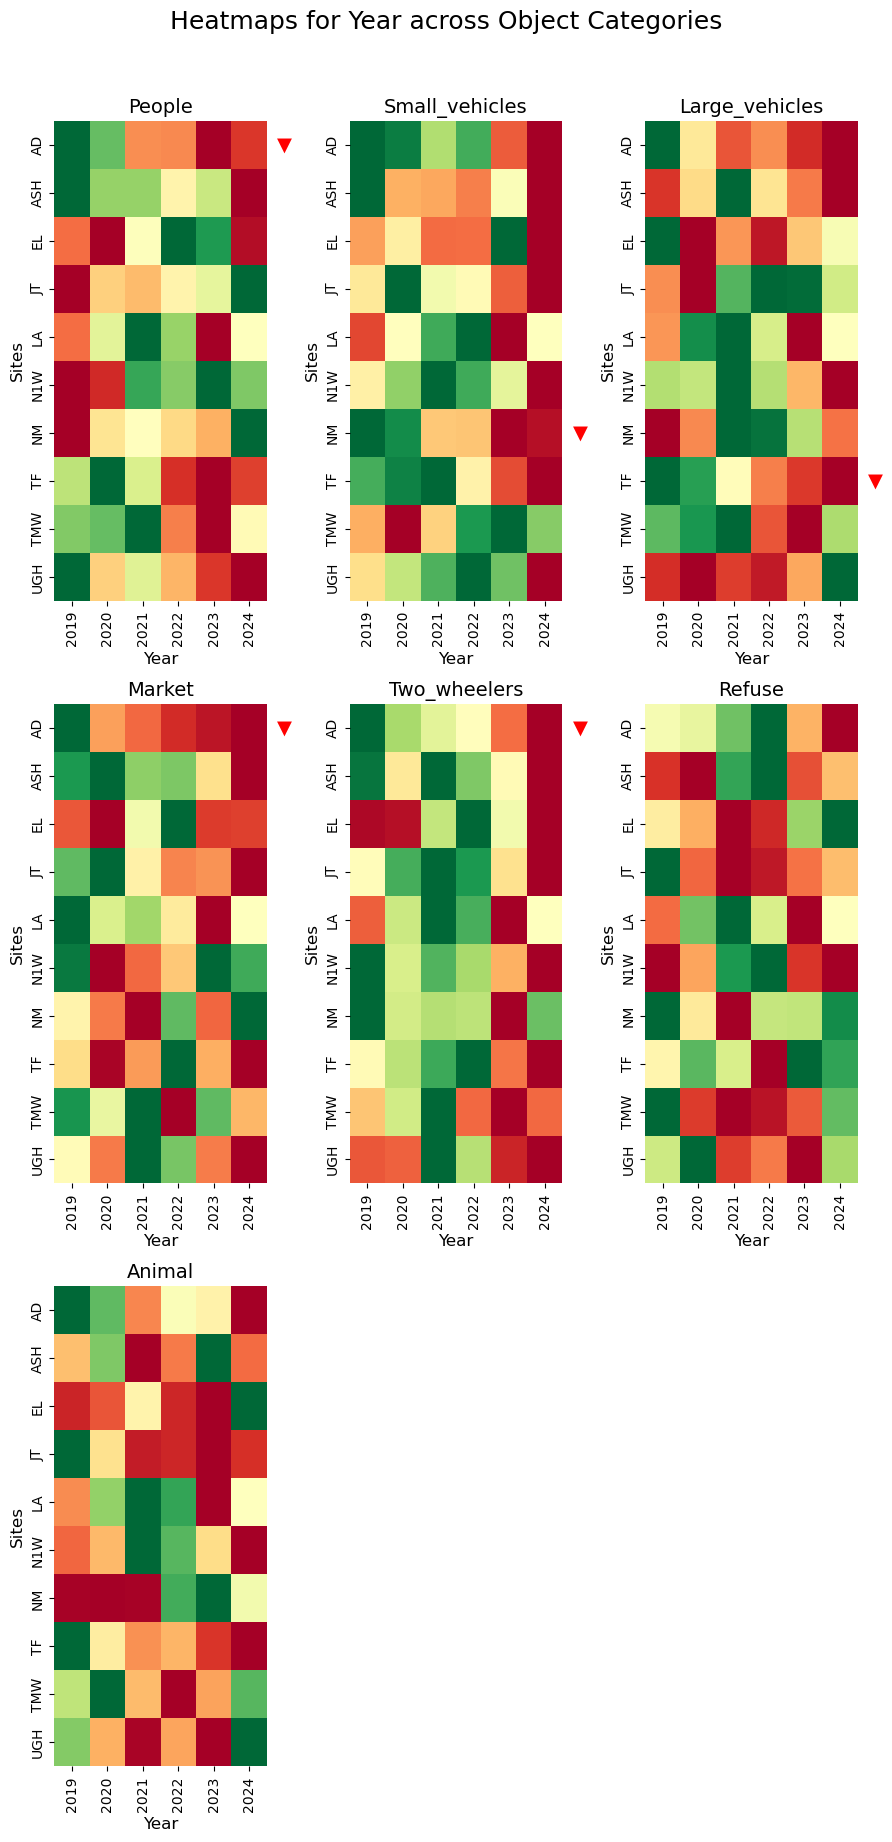 Heatmaps for Year across Object Categories
People
Small_vehicles
Large_vehicles
Sites
AD
ASH
EL
JT
LA
N1W
NM
TF
TMW
UGH
2019 2020 2021 2022 2023 2024
Year
Sites
AD
ASH
EL
JT
LA
N1W
NM
TF
TMW
UGH
2019 2020 2021 2022 2023 2024
Year
Sites
AD
ASH
EL
JT
LA
N1W
NM
TF
TMW
UGH
2019 2020 2021 2022 2023 2024
Year
Market
Two_wheelers
Refuse
Sites
AD
ASH
EL
JT
LA
N1W
NM
TF
TMW
UGH
2019 2020 2021 2022 2023 2024
Year
Sites
AD
ASH
EL
JT
LA
N1W
NM
TF
TMW
UGH
2019 2020 2021 2022 2023 2024
Year
Sites
AD
ASH
EL
JT
LA
N1W
NM
TF
TMW
UGH
2019 2020 2021 2022 2023 2024
Year
Animal
Sites
AD
ASH
EL
JT
LA
N1W
NM
TF
TMW
UGH
2019 2020 2021 2022 2023 2024
Year